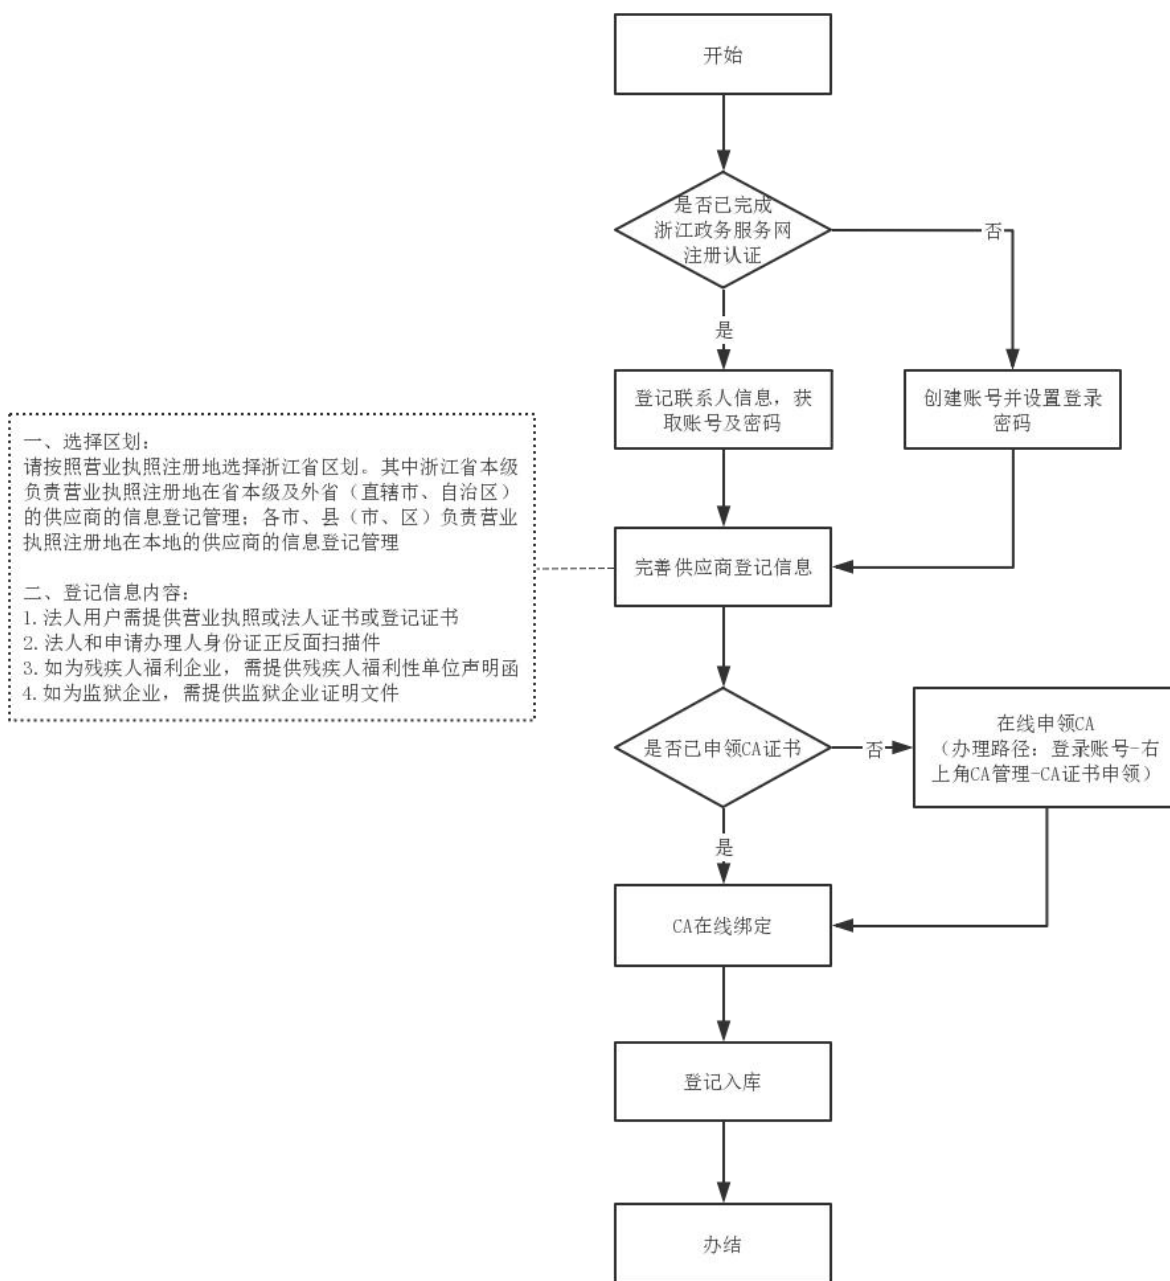 开始
是否已完成
浙江政务服务网
注册认证
否
是
登记联系人信息，获
取账号及密码
创建账号并设置登录
密码
一、选择区划：
请按照营业执照注册地选择浙江省区划。其中浙江省本级
负责营业执照注册地在省本级及外省（直辖市、自治区）
的供应商的信息登记管理；各市、县（市、区）负责营业
执照注册地在本地的供应商的信息登记管理
二、登记信息内容：
1.法人用户需提供营业执照或法人证书或登记证书
2.法人和申请办理人身份证正反面扫描件
3.如为残疾人福利企业，需提供残疾人福利性单位声明函
4.如为监狱企业，需提供监狱企业证明文件
完善供应商登记信息
是否已申领CA证书
否
在线申领CA
（办理路径：登录账号-右
上角CA管理-CA证书申领）
是
CA在线绑定
登记入库
办结